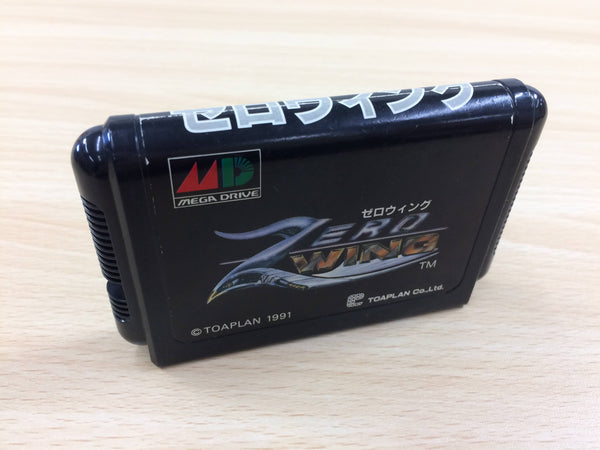 ゼロウィング
MD
MEGA DRIVE
ゼロウィング
ZERO
WING
TM
TOAPLAN Co., Ltd.
©TOAPLAN 1991